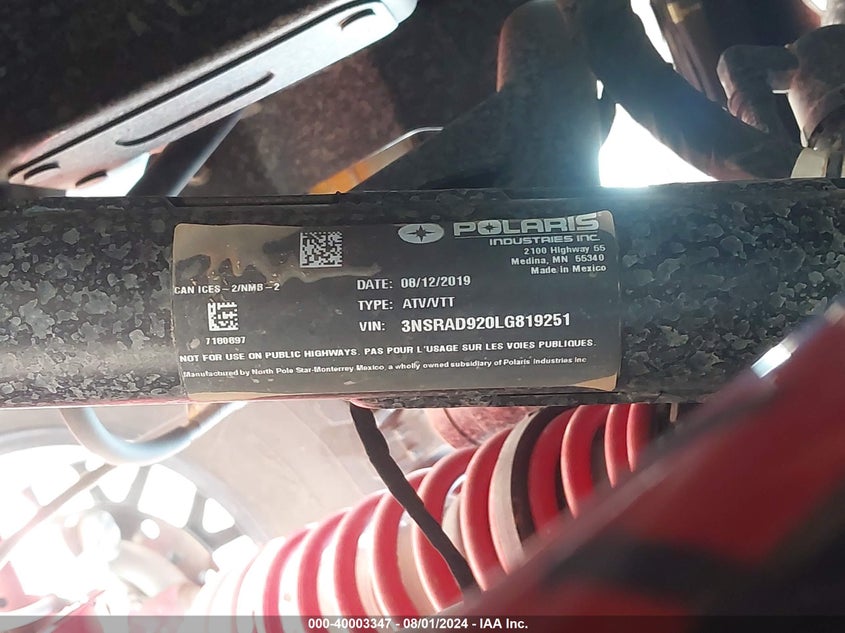 POLARIS
INDUSTRIES INC.
2100 Highway 55
Medina, MN 55340
Made in Mexico
CAN ICES-2/NMB-2
DATE: 08/12/2019
TYPE: ATV/VTT
VIN: 3NSRAD920LG819251
7180897
NOT FOR USE ON PUBLIC HIGHWAYS. PAS POUR L'USAGE SUR LES VOIES PUBLIQUES.
Manufactured by North Pole Star-Monterrey Mexico, a wholly owned subsidiary of Polaris Industries Inc
000-40003347 - 08/01/2024 - IAA Inc.